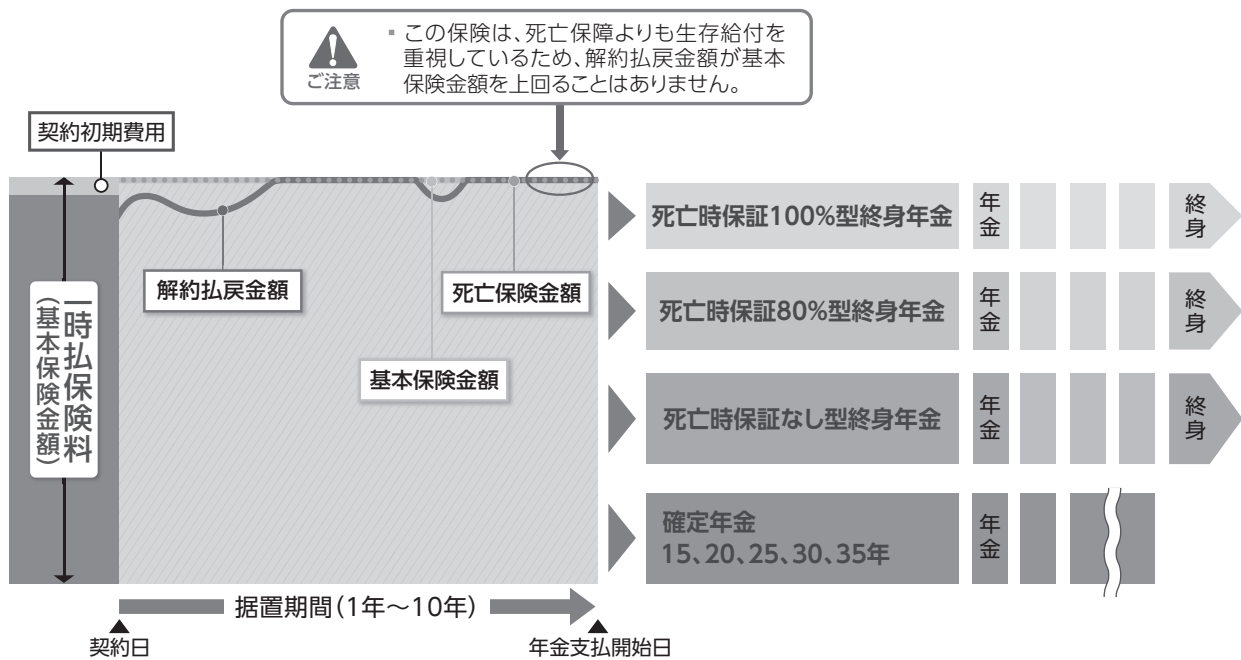 ご注意
▪ この保険は、死亡保障よりも生存給付を
重視しているため、解約払戻金額が基本
保険金額を上回ることはありません。
契約初期費用
一時払保険料
（基本保険金額）
解約払戻金額
死亡保険金額
基本保険金額
死亡時保証100%型終身年金
年金
終身
死亡時保証80%型終身年金
年金
終身
死亡時保証なし型終身年金
年金
終身
確定年金
15、20、25、30、35年
年金
据置期間（1年～10年）
契約日
年金支払開始日